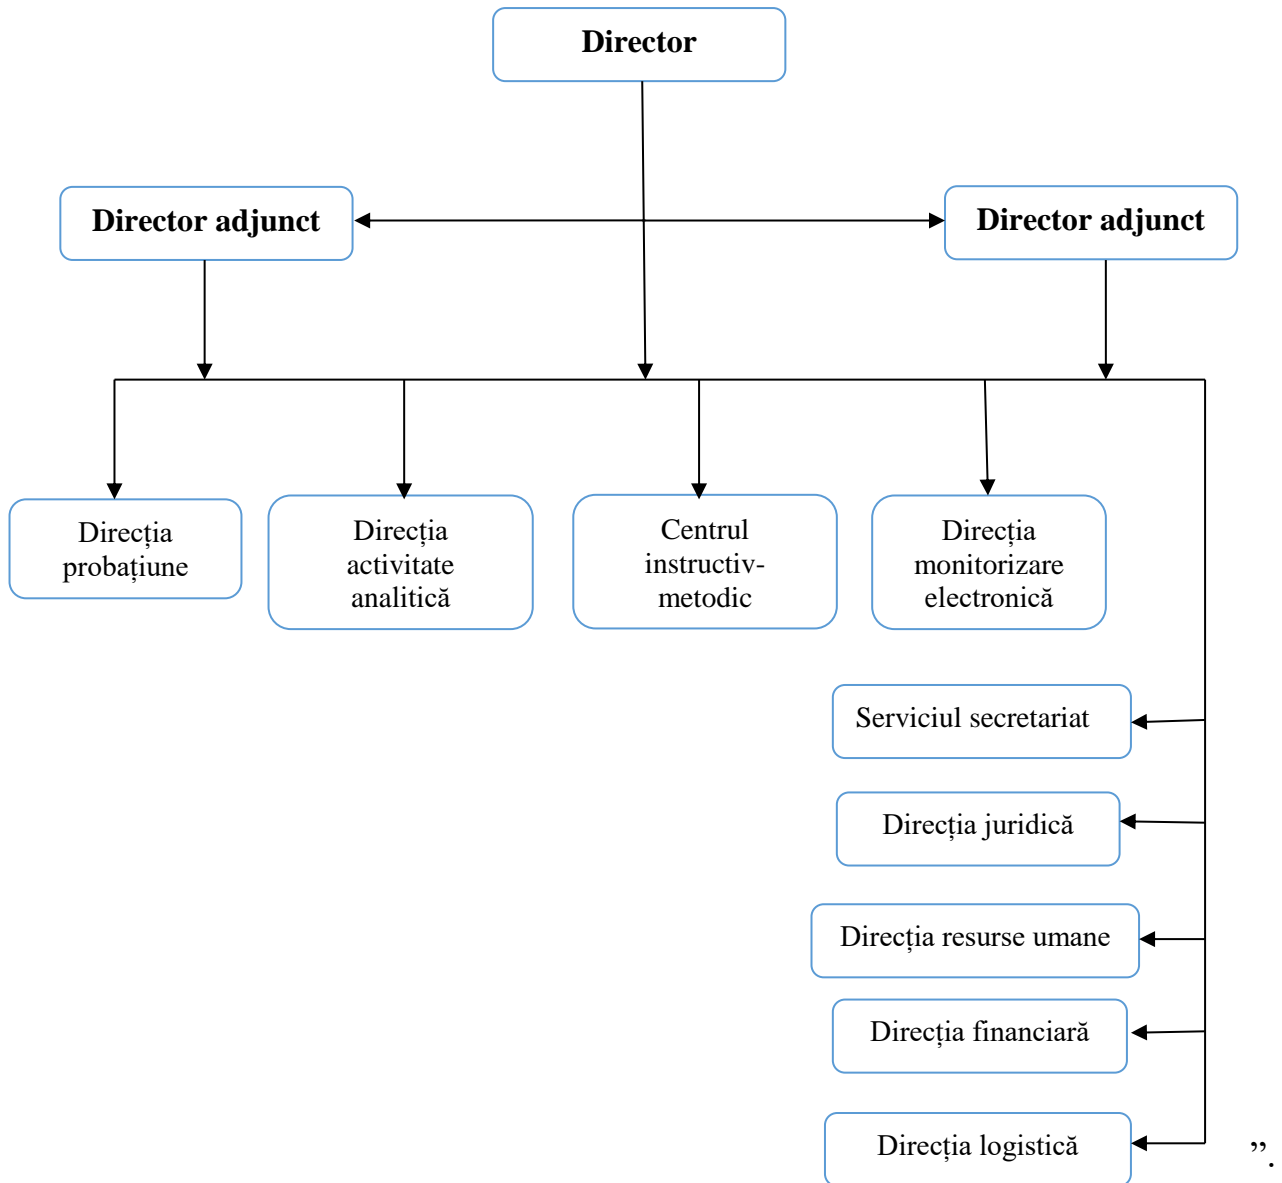 Director
Director adjunct
Director adjunct
Direcția
probațiune
Direcția
activitate
analitică
Centrul
instructiv-
metodic
Direcția
monitorizare
electronică
Serviciul secretariat
Direcția juridică
Direcția resurse umane
Direcția financiară
Direcția logistică
”.